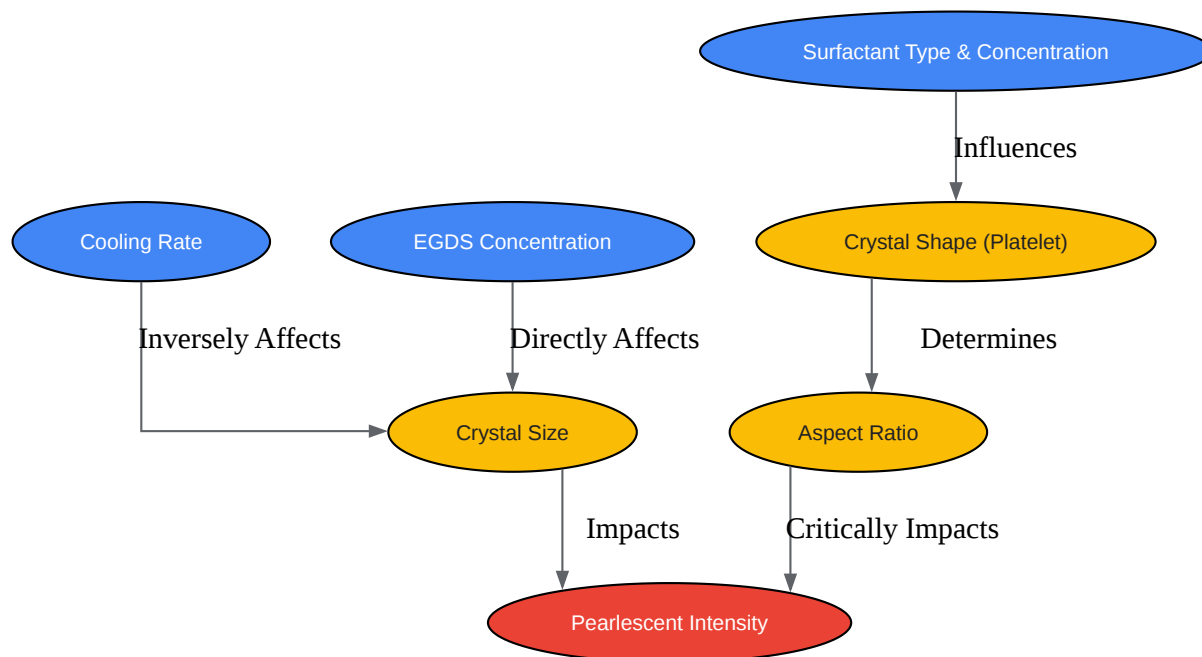 Surfactant Type & Concentration
Influences
Cooling Rate
EGDS Concentration
Crystal Shape (Platelet)
Inversely Affects
Directly Affects
Determines
Crystal Size
Aspect Ratio
Impacts
Critically Impacts
Pearlescent Intensity